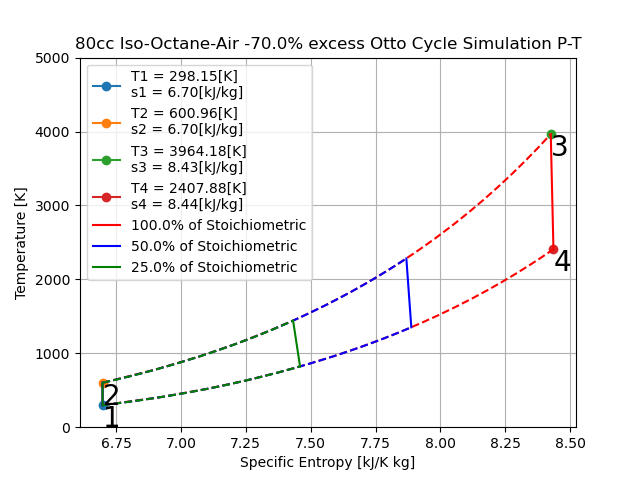 80cc Iso-Octane-Air -70.0% excess Otto Cycle Simulation P-T
5000
4000
3000
2000
1000
0
Temperature [K]
T1 = 298.15[K]
s1 = 6.70[kJ/kg]
T2 = 600.96[K]
s2 = 6.70[kJ/kg]
T3 = 3964.18[K]
s3 = 8.43[kJ/kg]
T4 = 2407.88[K]
s4 = 8.44[kJ/kg]
100.0% of Stoichiometric
50.0% of Stoichiometric
25.0% of Stoichiometric
3
4
2
1
6.75 7.00 7.25 7.50 7.75 8.00 8.25 8.50
Specific Entropy [kJ/K kg]